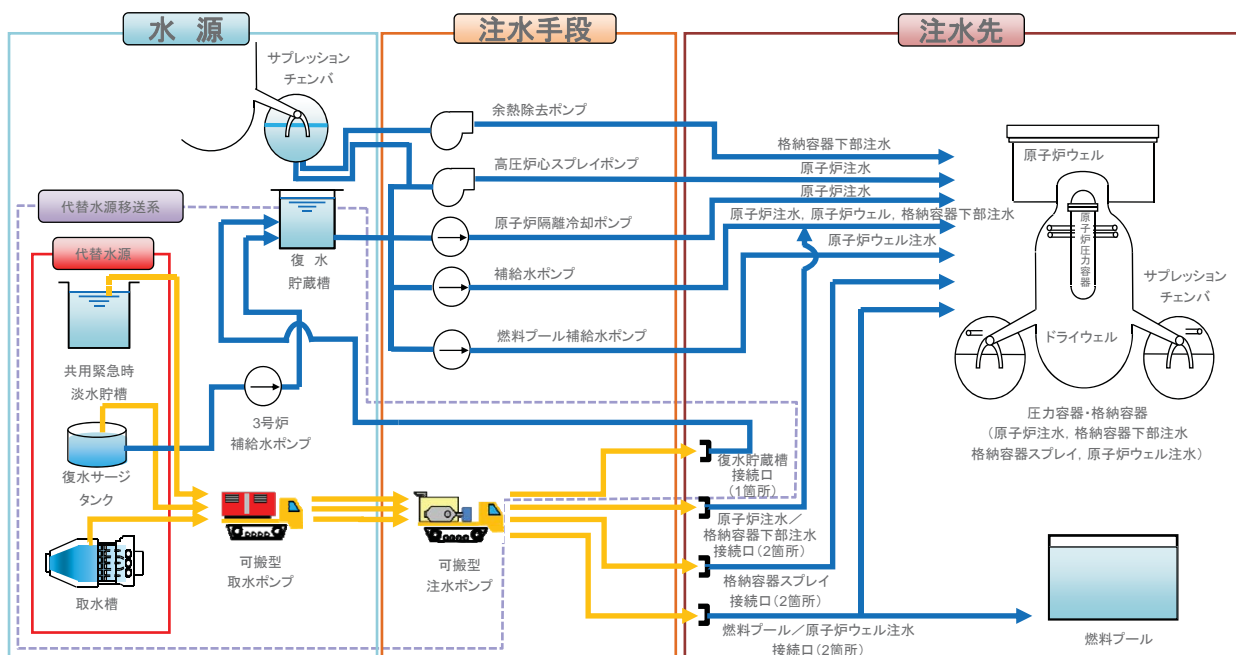 水 源
注水手段
注水先
サプレッション
チェンバ
余熱除去ポンプ
格納容器下部注水
原子炉ウェル
高圧炉心スプレイポンプ
原子炉注水
原子炉注水
代替水源移送系
原子炉隔離冷却ポンプ
原子炉注水, 原子炉ウェル, 格納容器下部注水
原子炉圧力容器
代替水源
復 水
貯蔵槽
原子炉ウェル注水
補給水ポンプ
サプレッション
チェンバ
燃料プール補給水ポンプ
ドライウェル
共用緊急時
淡水貯槽
3号炉
補給水ポンプ
圧力容器・格納容器
(原子炉注水, 格納容器下部注水
格納容器スプレイ, 原子炉ウェル注水)
復水サージ
タンク
復水貯蔵槽
接続口
(1箇所)
原子炉注水／
格納容器下部注水
接続口(2箇所)
可搬型
取水ポンプ
可搬型
注水ポンプ
格納容器スプレイ
接続口(2箇所)
取水槽
燃料プール／原子炉ウェル注水
接続口(2箇所)
燃料プール